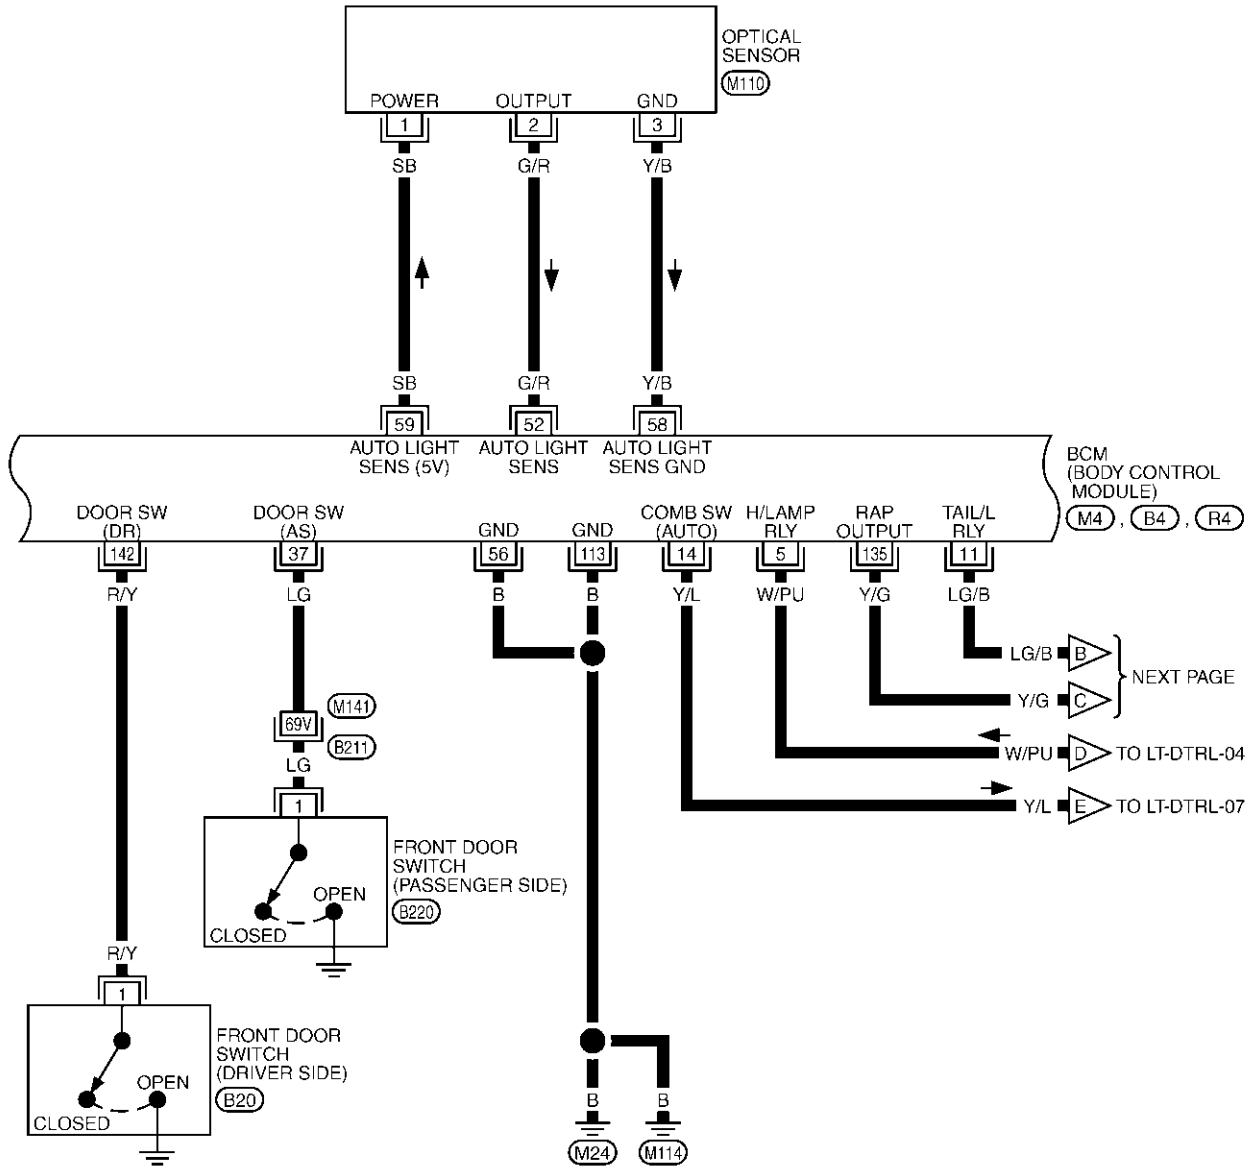 OPTICAL
SENSOR
M110
POWER OUTPUT GND
1 2 3
SB G/R Y/B
SB G/R Y/B
59 52 58
AUTO LIGHT
SENS (5V)
AUTO LIGHT
SENS
AUTO LIGHT
SENS GND
BCM
(BODY CONTROL
MODULE)
M4 , B4 , R4
DOOR SW
(DR)
DOOR SW
(AS)
GND
GND
COMB SW
(AUTO)
H/LAMP
RLY
RAP
OUTPUT
TAIL/L
RLY
142 37 56 113 14 5 135 11
R/Y LG B B Y/L W/PU Y/G LG/B
LG/B B
NEXT PAGE
Y/G C
M141
69V
B211
W/PU D TO LT-DTRL-04
LG
1
Y/L E TO LT-DTRL-07
FRONT DOOR
SWITCH
(PASSENGER SIDE)
B220
OPEN
CLOSED
R/Y
1
FRONT DOOR
SWITCH
(DRIVER SIDE)
B20
OPEN
CLOSED
B B
M24 M114